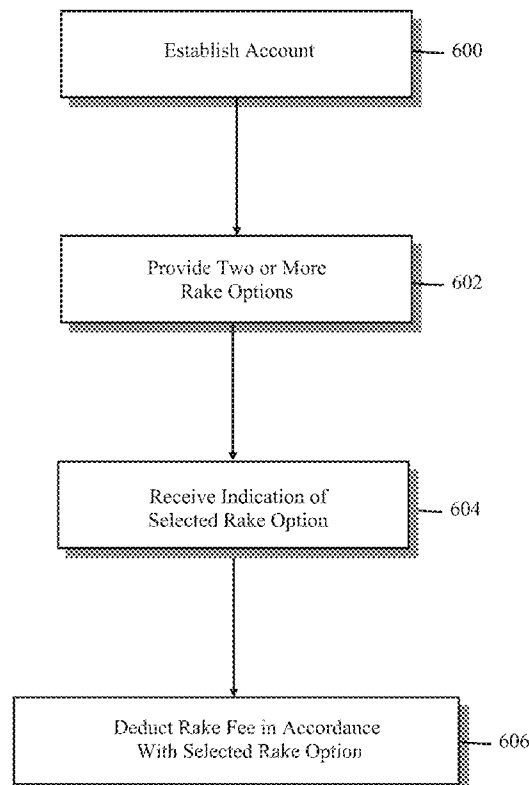 Establish Account
600
Provide Two or More
Rake Options
602
Receive Indication of
Selected Rake Option
604
Deduct Rake Fee in Accordance
With Selected Rake Option
606